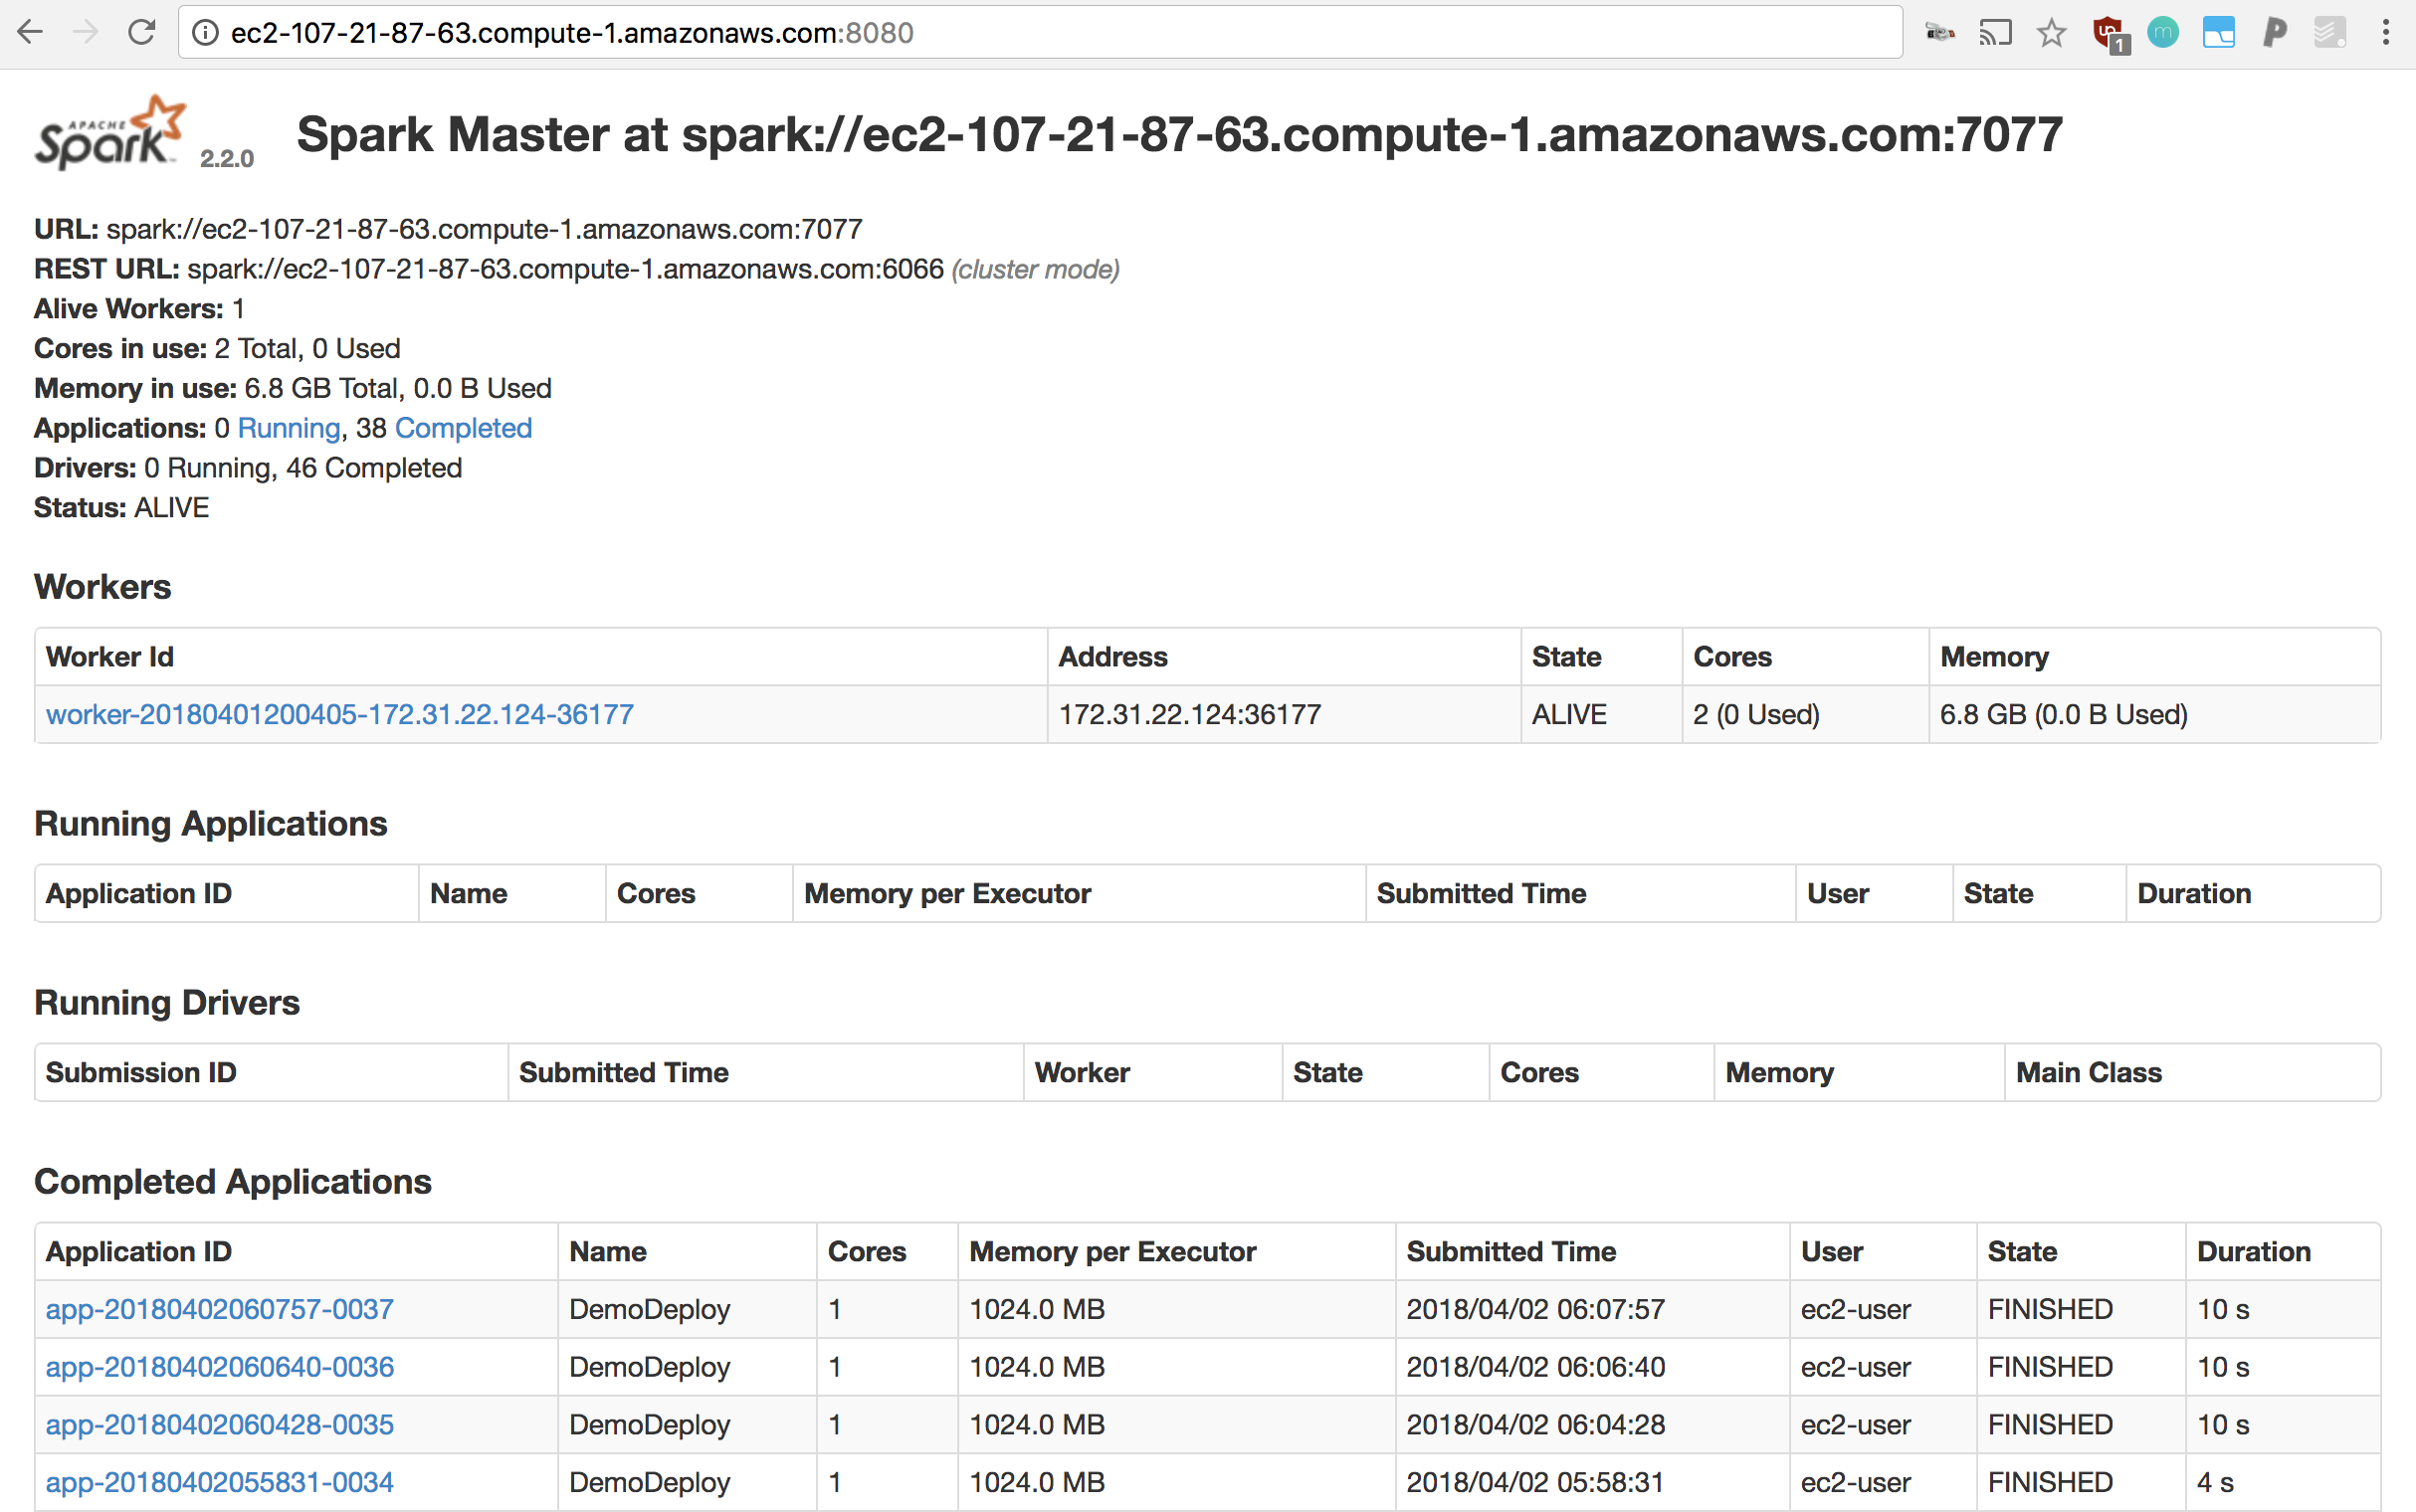 ec2-107-21-87-63.compute-1.amazonaws.com:8080
1
m
APACHE
Spark™ 2.2.0
Spark Master at spark://ec2-107-21-87-63.compute-1.amazonaws.com:7077
URL: spark://ec2-107-21-87-63.compute-1.amazonaws.com:7077
REST URL: spark://ec2-107-21-87-63.compute-1.amazonaws.com:6066 (cluster mode)
Alive Workers: 1
Cores in use: 2 Total, 0 Used
Memory in use: 6.8 GB Total, 0.0 B Used
Applications: 0 Running, 38 Completed
Drivers: 0 Running, 46 Completed
Status: ALIVE
Workers
Worker Id Address State Cores Memory
worker-20180401200405-172.31.22.124-36177 172.31.22.124:36177 ALIVE 2 (0 Used) 6.8 GB (0.0 B Used)
Running Applications
Application ID Name Cores Memory per Executor Submitted Time User State Duration
Running Drivers
Submission ID Submitted Time Worker State Cores Memory Main Class
Completed Applications
Application ID Name Cores Memory per Executor Submitted Time User State Duration
app-20180402060757-0037 DemoDeploy 1 1024.0 MB 2018/04/02 06:07:57 ec2-user FINISHED 10 s
app-20180402060640-0036 DemoDeploy 1 1024.0 MB 2018/04/02 06:06:40 ec2-user FINISHED 10 s
app-20180402060428-0035 DemoDeploy 1 1024.0 MB 2018/04/02 06:04:28 ec2-user FINISHED 10 s
app-20180402055831-0034 DemoDeploy 1 1024.0 MB 2018/04/02 05:58:31 ec2-user FINISHED 4 s